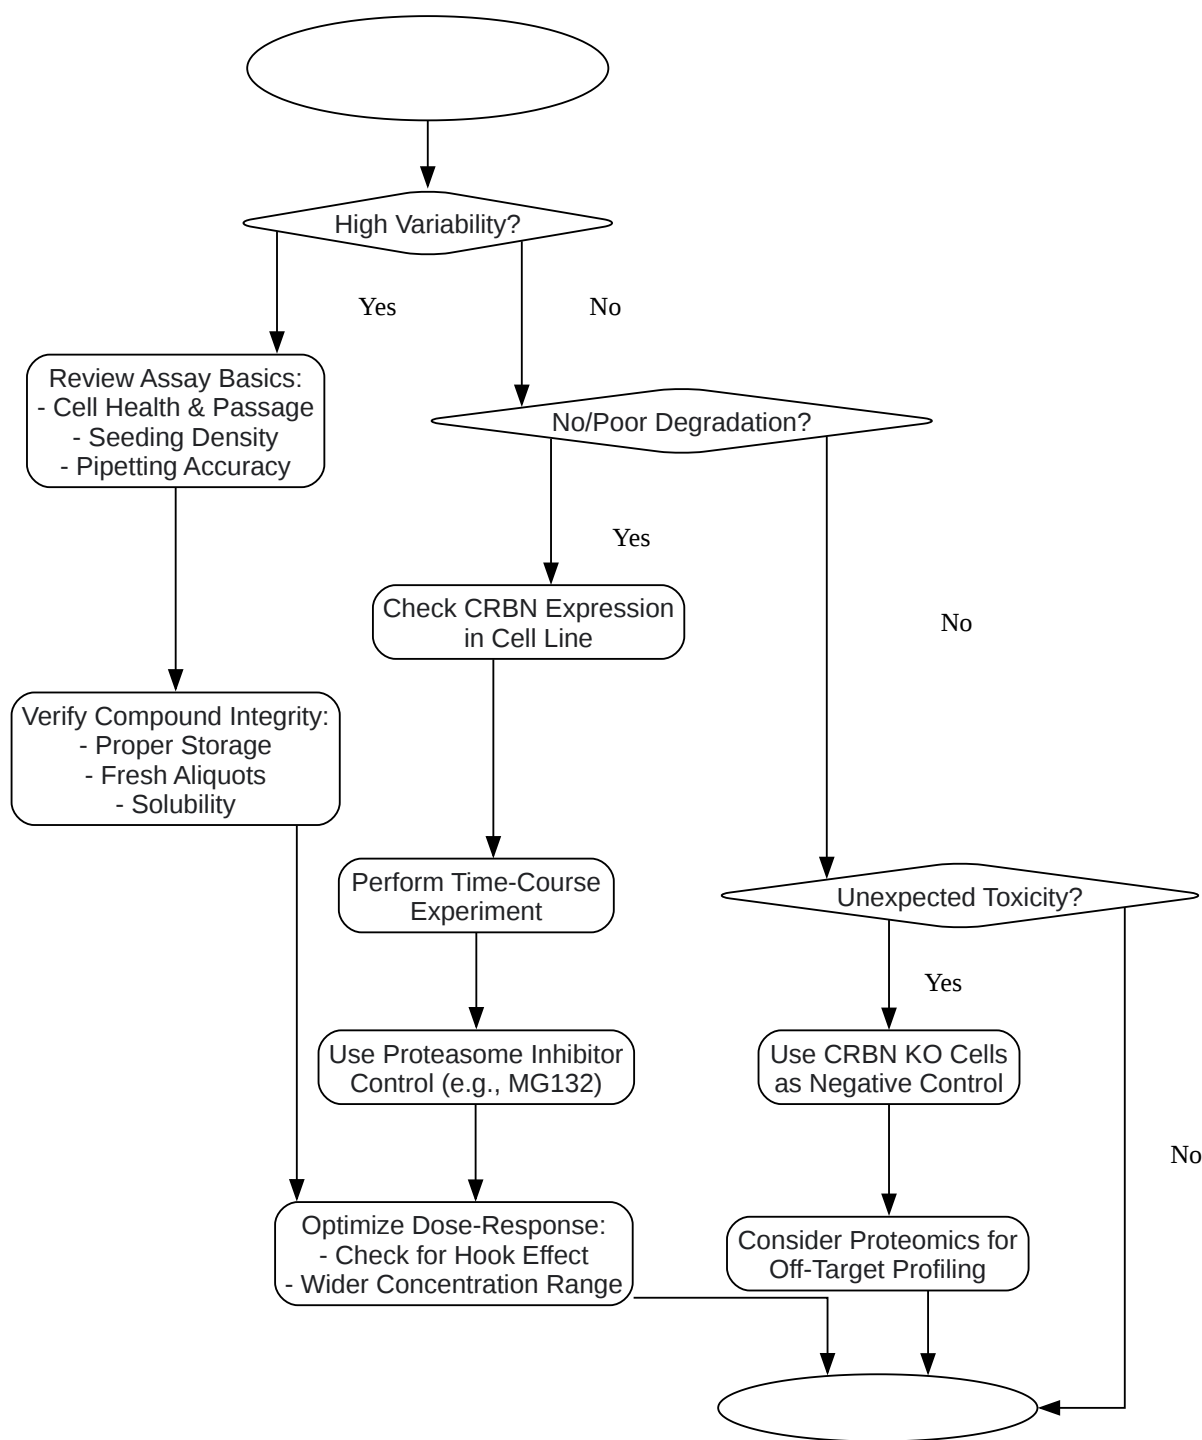 High Variability?
Yes
No
Review Assay Basics:
- Cell Health & Passage
- Seeding Density
- Pipetting Accuracy
No/Poor Degradation?
Yes
Check CRBN Expression
in Cell Line
No
Verify Compound Integrity:
- Proper Storage
- Fresh Aliquots
- Solubility
Perform Time-Course
Experiment
Unexpected Toxicity?
Yes
Use Proteasome Inhibitor
Control (e.g., MG132)
Use CRBN KO Cells
as Negative Control
No
Optimize Dose-Response:
- Check for Hook Effect
- Wider Concentration Range
Consider Proteomics for
Off-Target Profiling